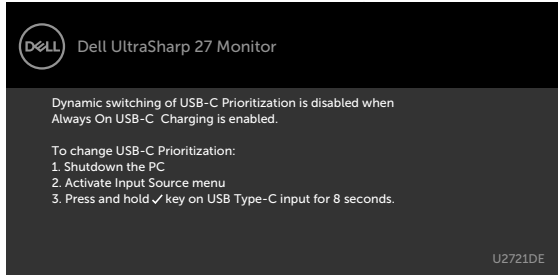 DELL
Dell UltraSharp 27 Monitor
Dynamic switching of USB-C Prioritization is disabled when
Always On USB-C Charging is enabled.
To change USB-C Prioritization:
1. Shutdown the PC
2. Activate Input Source menu
3. Press and hold ✓ key on USB Type-C input for 8 seconds.
U2721DE